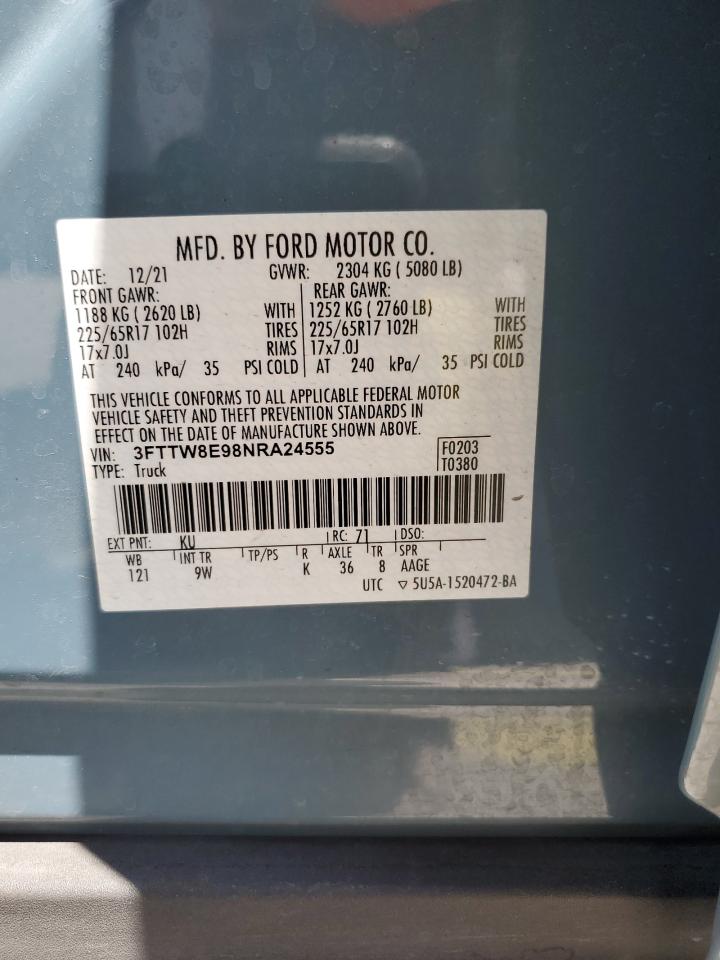 MFD. BY FORD MOTOR CO.
DATE: 12/21 GVWR: 2304 KG ( 5080 LB)
FRONT GAWR: REAR GAWR:
1188 KG ( 2620 LB) WITH 1252 KG ( 2760 LB) WITH
225/65R17 102H TIRES 225/65R17 102H TIRES
17x7.0J RIMS 17x7.0J RIMS
AT 240 kPa/ 35 PSI COLD AT 240 kPa/ 35 PSI COLD
THIS VEHICLE CONFORMS TO ALL APPLICABLE FEDERAL MOTOR
VEHICLE SAFETY AND THEFT PREVENTION STANDARDS IN
EFFECT ON THE DATE OF MANUFACTURE SHOWN ABOVE.
VIN: 3FTTW8E98NRA24555 F0203
TYPE: Truck T0380
EXT PNT: KU RC: 71 DSO:
WB INT TR TP/PS R AXLE TR SPR
121 9W K 36 8 AAGE
UTC ▽ 5U5A-1520472-BA